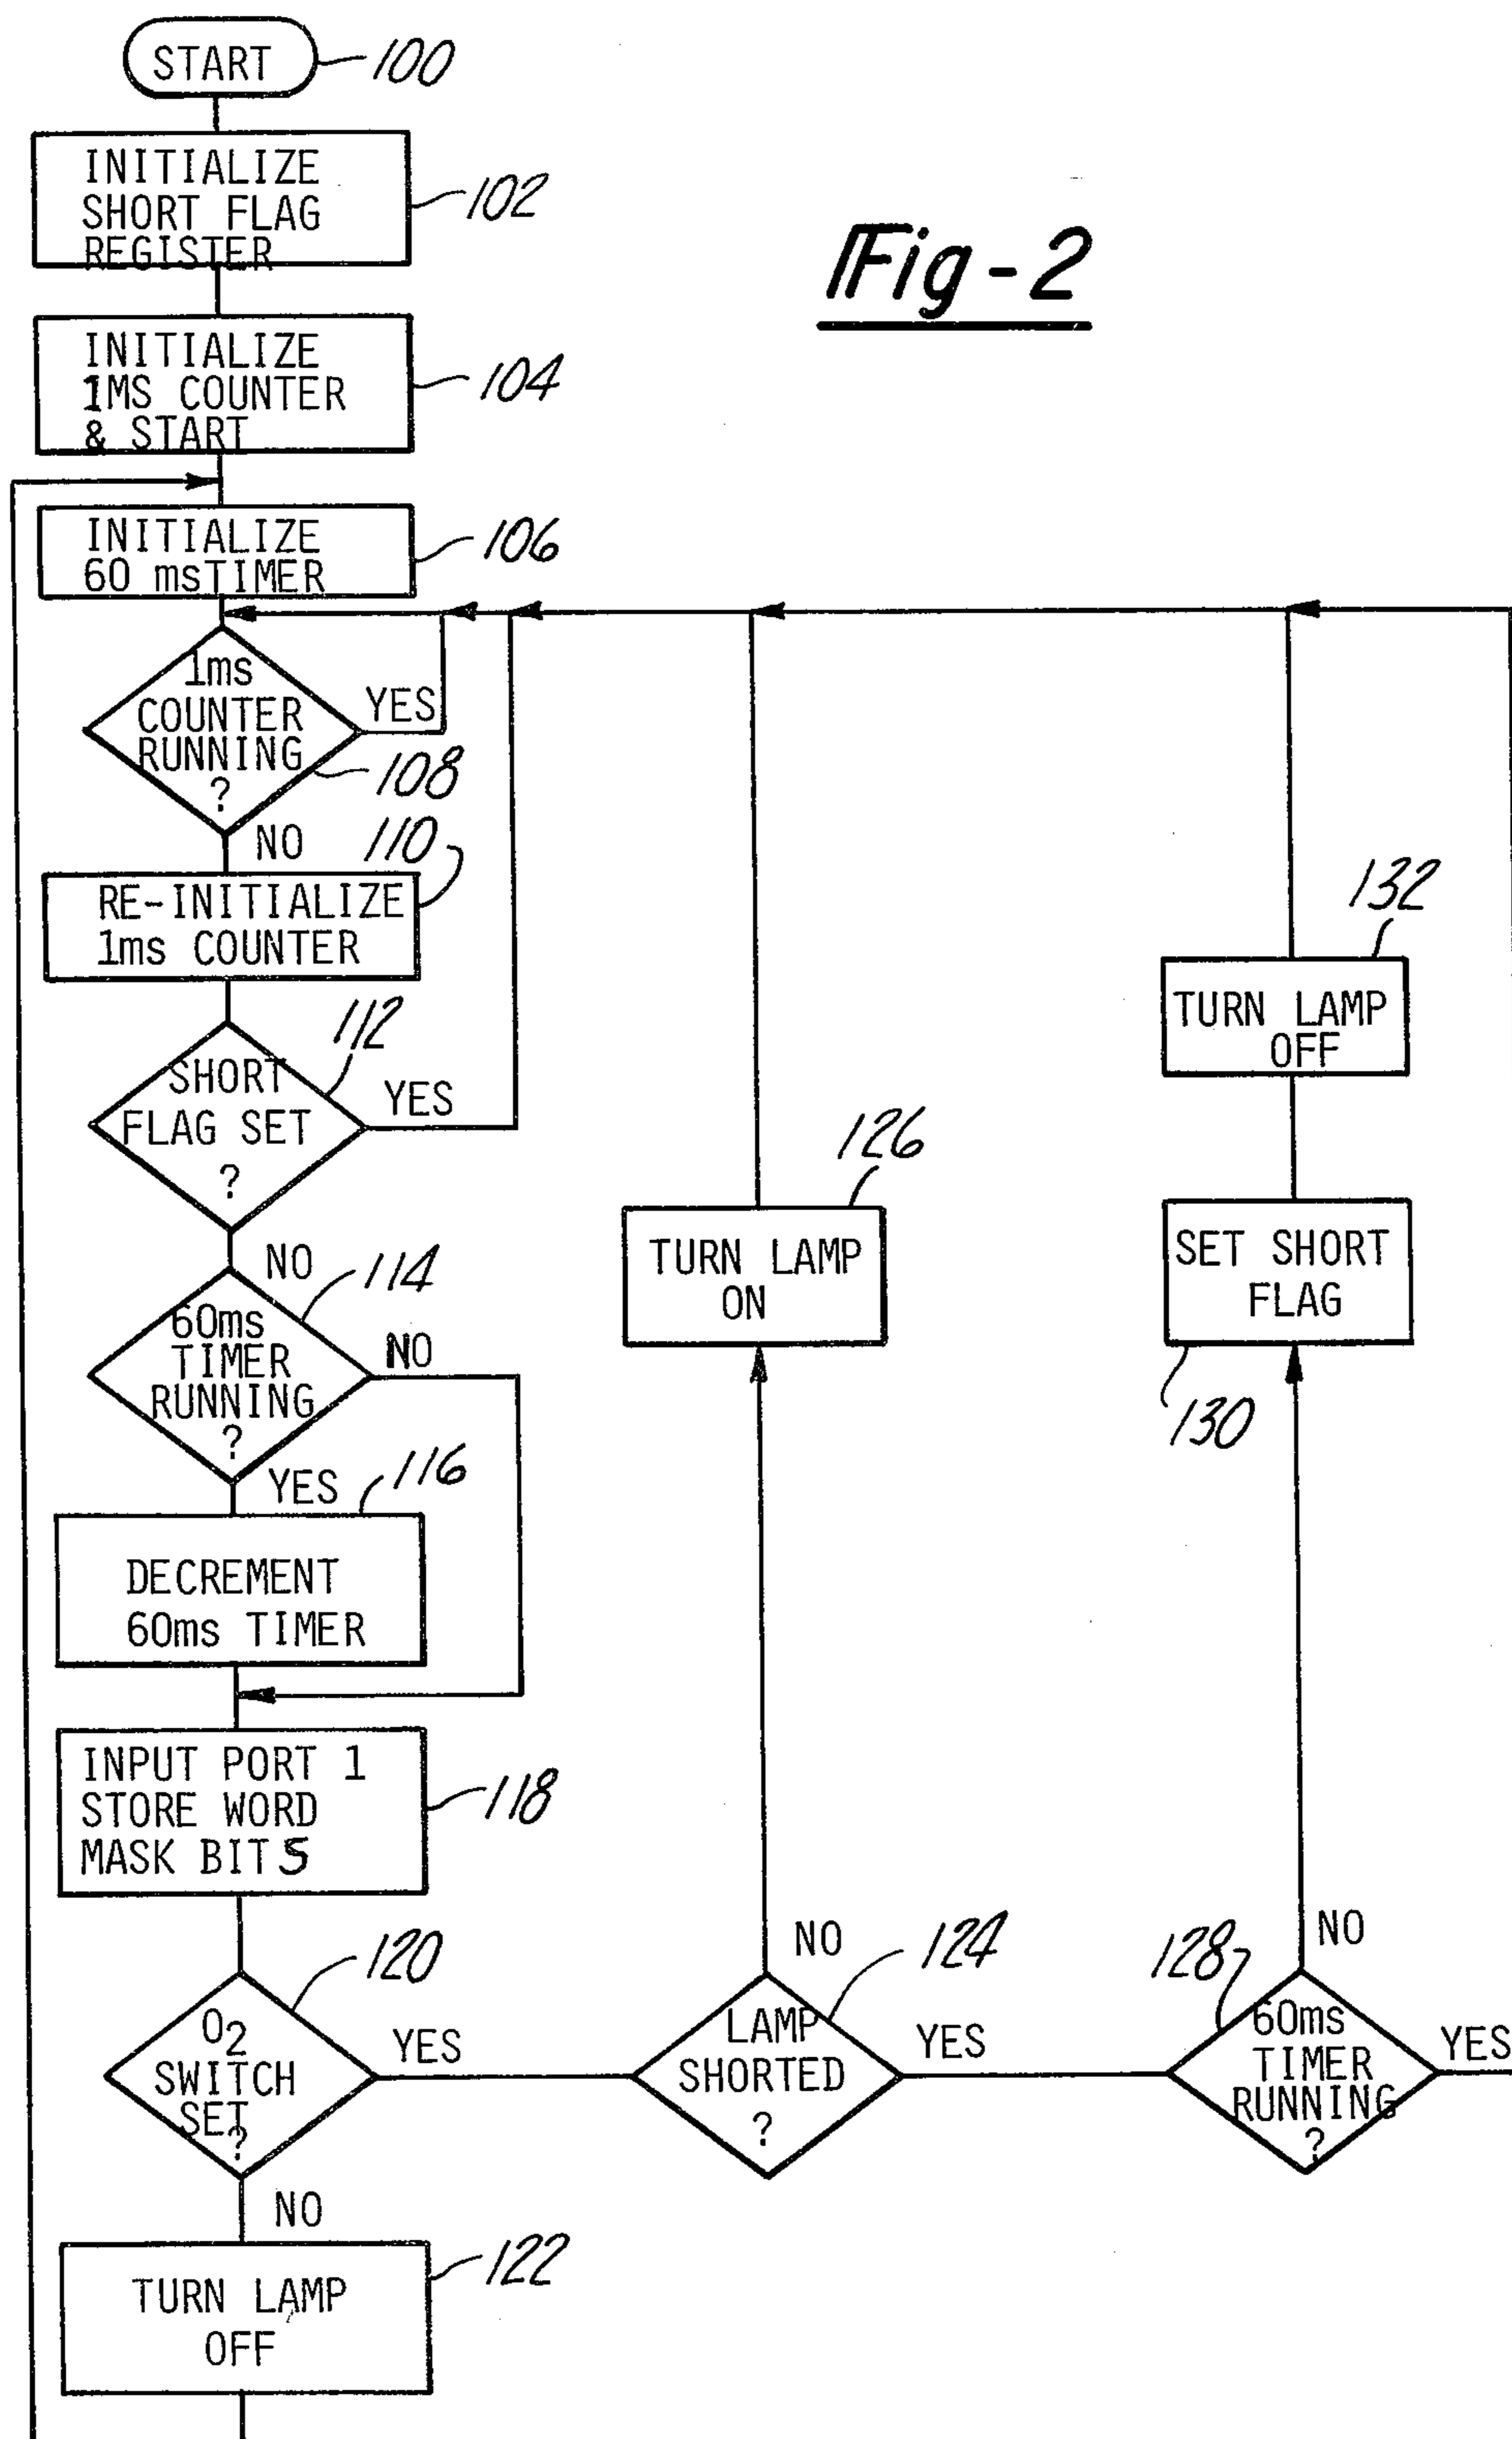 START
100
INITIALIZE
SHORT FLAG
REGISTER
102
Fig-2
INITIALIZE
1MS COUNTER
& START
104
INITIALIZE
60 msTIMER
106
1ms
COUNTER
RUNNING
?
YES
108
NO
110
RE-INITIALIZE
1ms COUNTER
112
SHORT
FLAG SET
?
YES
NO
114
60ms
TIMER
RUNNING
?
NO
YES
116
DECREMENT
60ms TIMER
INPUT PORT 1
STORE WORD
MASK BIT 5
118
120
O2
SWITCH
SET
?
YES
NO
TURN LAMP
OFF
122
126
TURN LAMP
ON
NO
124
LAMP
SHORTED
?
YES
132
TURN LAMP
OFF
SET SHORT
FLAG
130
NO
128
60ms
TIMER
RUNNING
?
YES